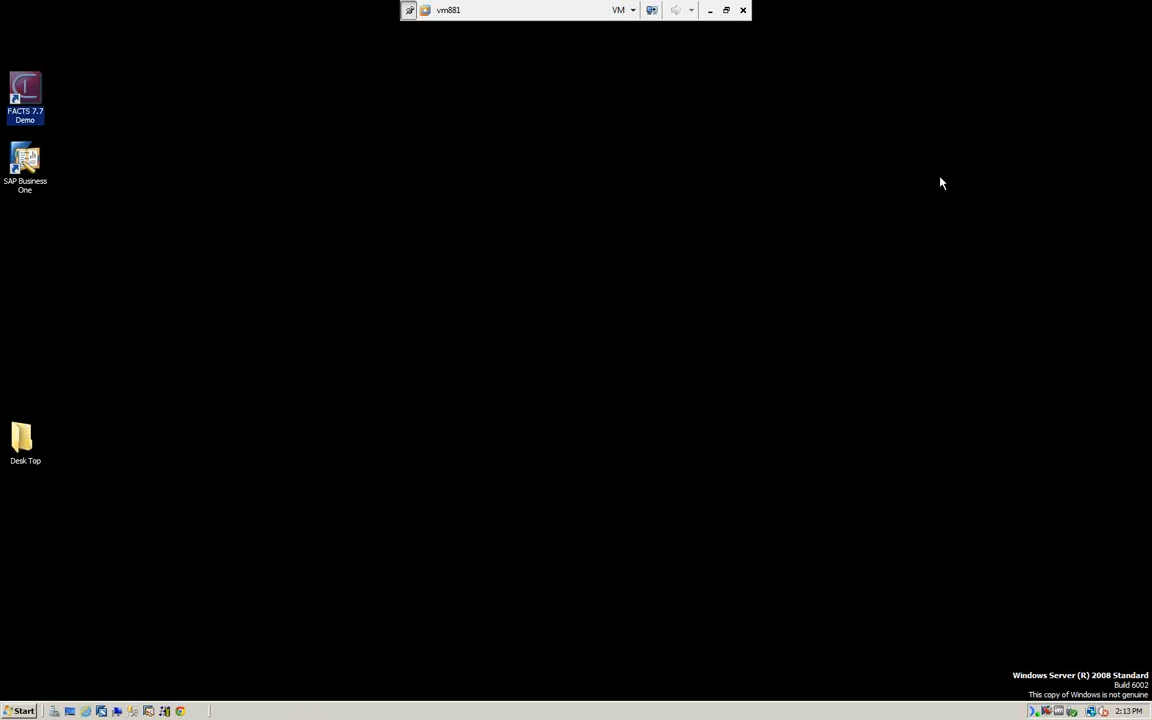 vm881
VM
FACTS 7.7
Demo
SAP Business
One
Desk Top
Windows Server (R) 2008 Standard
Build 6002
This copy of Windows is not genuine
Start
2:13 PM